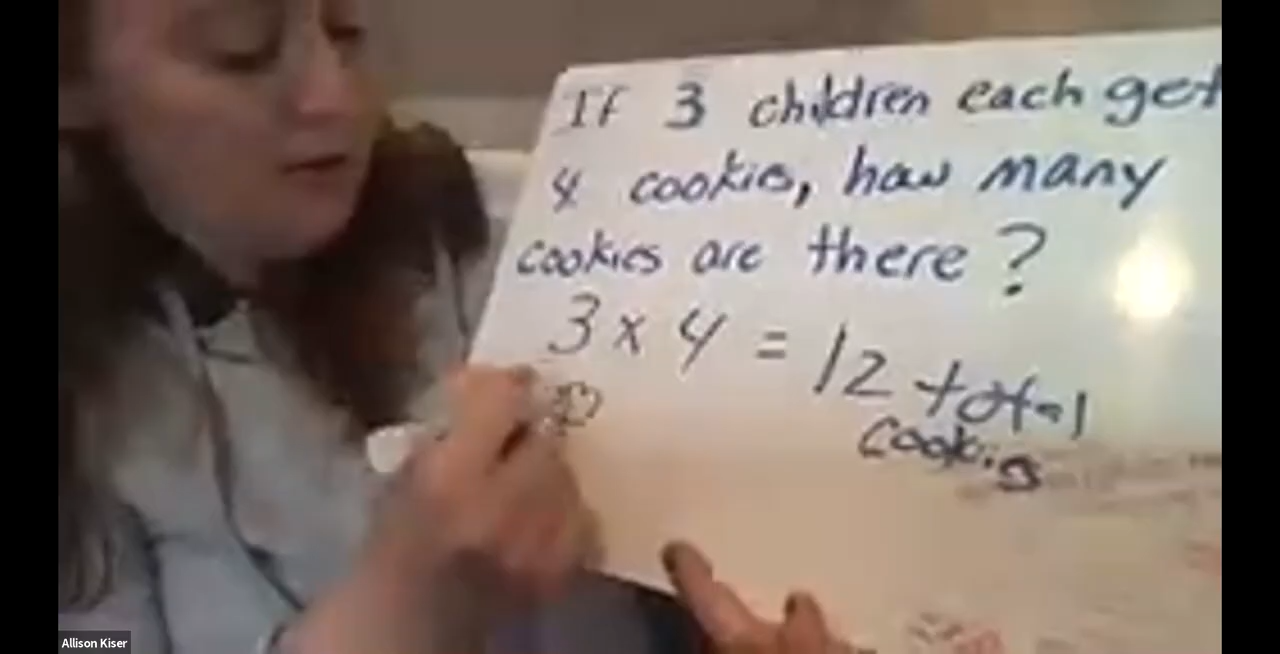 If 3 children each get
4 cookies, how many
cookies are there?
3 x 4 = 12 total
cookies
Allison Kiser